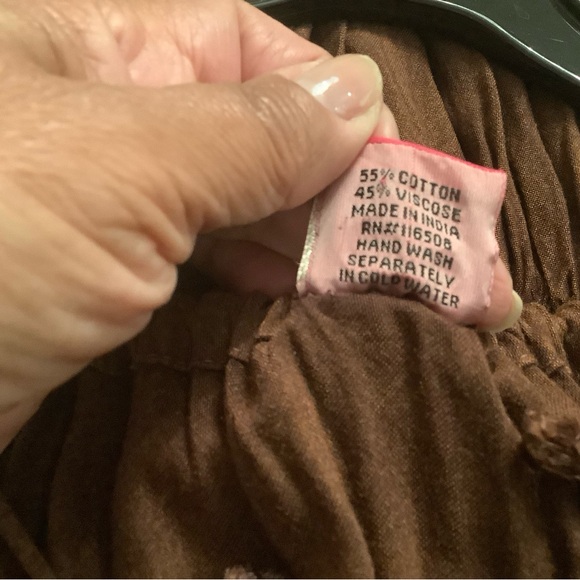 55% COTTON
45% VISCOSE
MADE IN INDIA
RN#116508
HAND WASH
SEPARATELY
IN COLD WATER